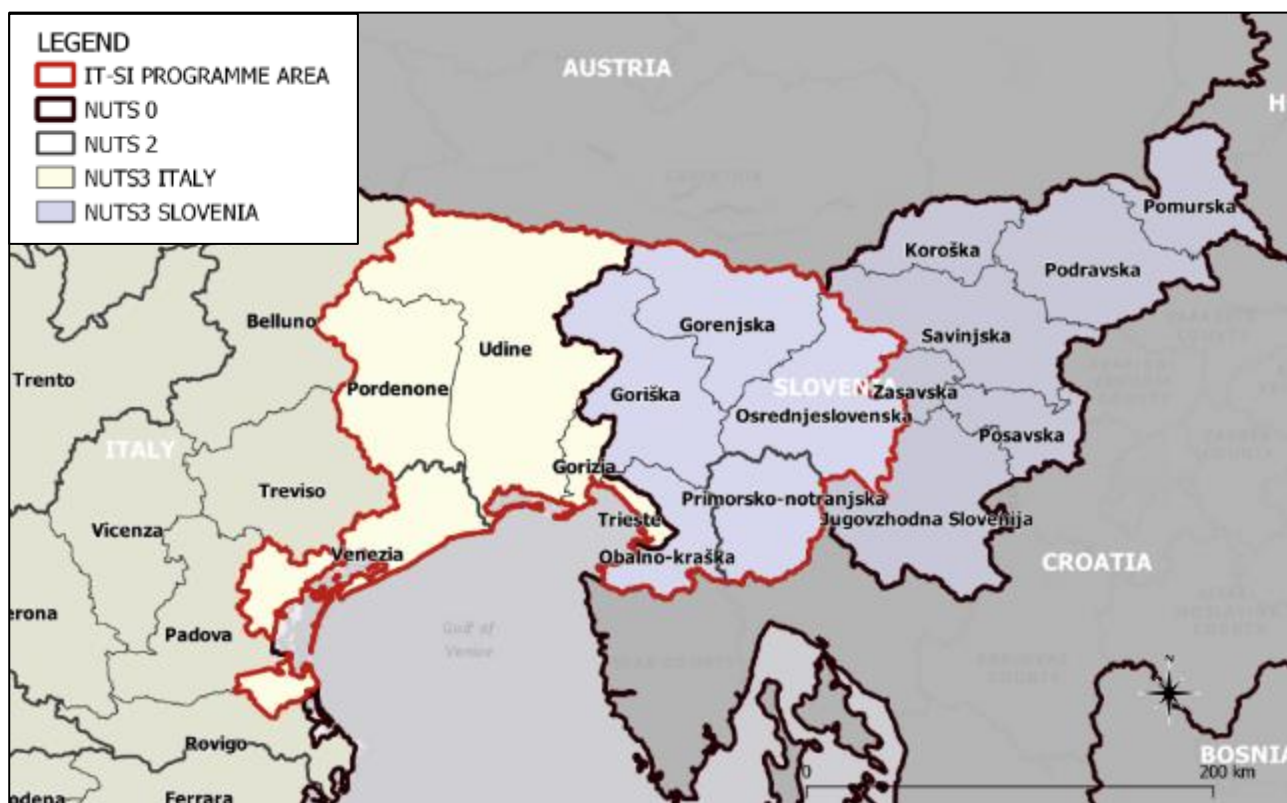 LEGEND
IT-SI PROGRAMME AREA
NUTS 0
NUTS 2
NUTS3 ITALY
NUTS3 SLOVENIA
AUSTRIA
H
Pomurska
Koroška
Podravska
Belluno
Gorenjska
Savinjska
Udine
Trento
Pordenone
SLOVENIA
Goriška
Zasavska
Osrednjeslovenska
Posavska
ITALY
Gorizia
Treviso
Primorsko-notranjska
Trieste
Jugovzhodna Slovenija
Vicenza
Venezia
Obalno-kraška
CROATIA
erona
Padova
Gulf of
Venice
Rovigo
BOSNIA
0
200 km
odena
Ferrara
N